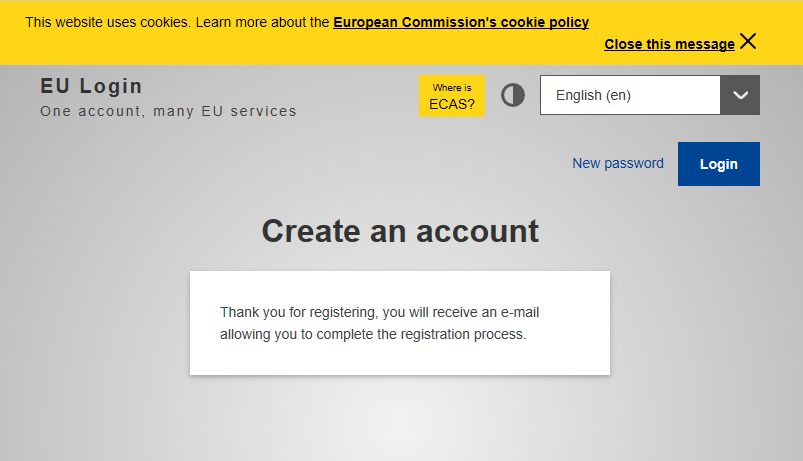 This website uses cookies. Learn more about the European Commission's cookie policy
Close this message
EU Login
One account, many EU services
Where is
ECAS?
English (en)
New password
Login
Create an account
Thank you for registering, you will receive an e-mail
allowing you to complete the registration process.